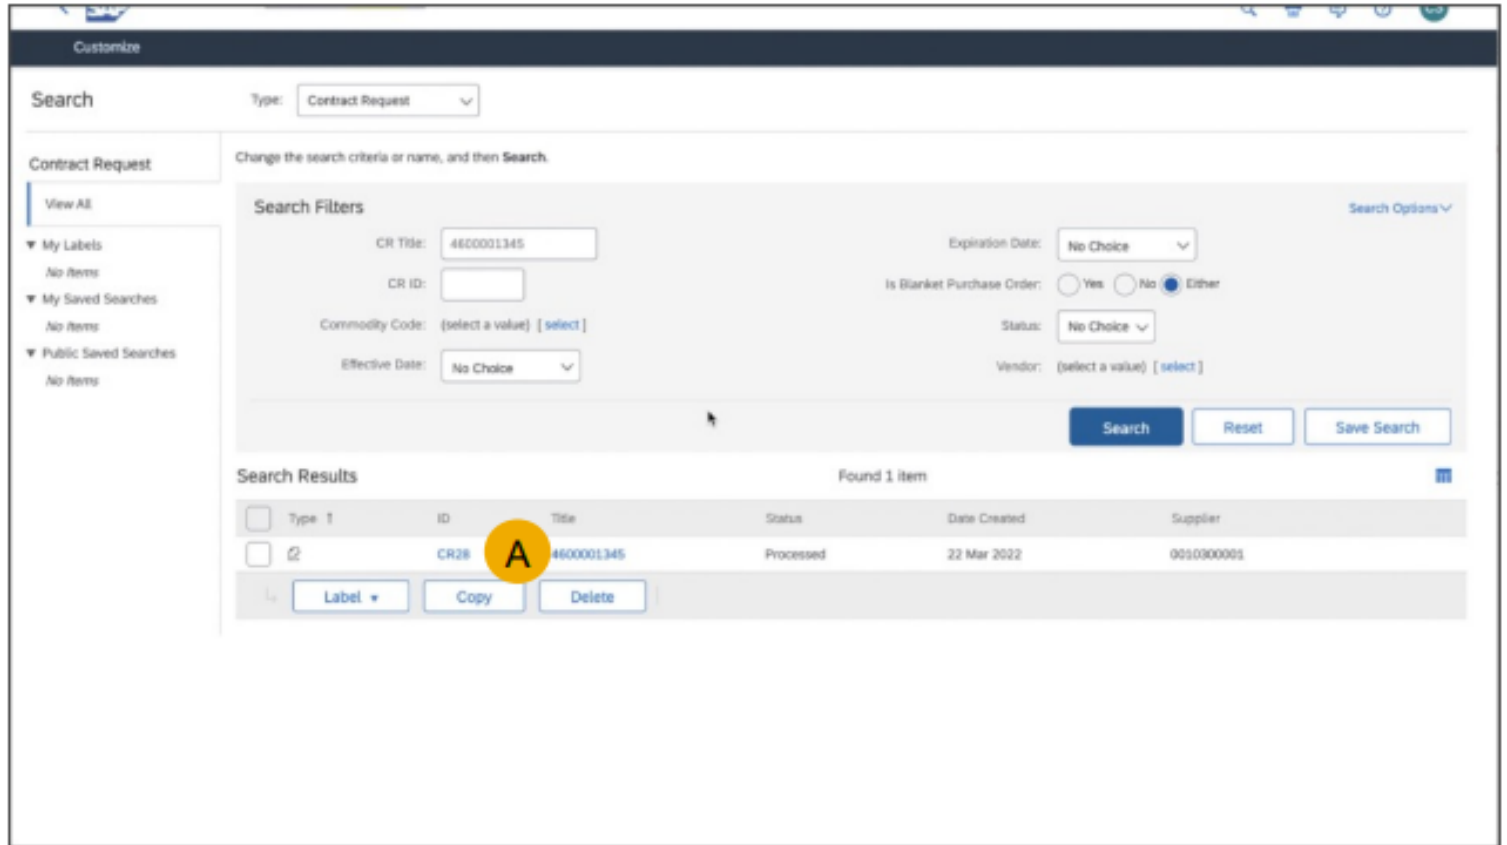 Customize
Search
Type: Contract Request
Contract Request
Change the search criteria or name, and then Search.
View All
Search Filters
Search Options
My Labels
No Items
My Saved Searches
No Items
Public Saved Searches
No Items
CR Title: 4600001345
Expiration Date: No Choice
CR ID:
Is Blanket Purchase Order: Yes No Either
Commodity Code: (select a value) [ select ]
Status: No Choice
Effective Date: No Choice
Vendor: (select a value) [ select ]
Search Reset Save Search
Search Results Found 1 item
Type ↑ ID Title Status Date Created Supplier
CR28 A 4600001345 Processed 22 Mar 2022 0010300001
Label Copy Delete